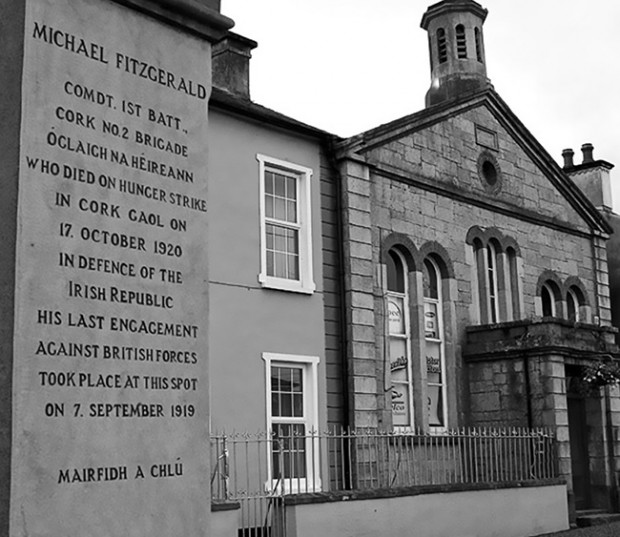 MICHAEL FITZGERALD
COMDT. 1ST BATT.,
CORK NO.2 BRIGADE
ÓGLAIGH NA HÉIREANN
WHO DIED ON HUNGER STRIKE
IN CORK GAOL ON
17. OCTOBER 1920
IN DEFENCE OF THE
IRISH REPUBLIC
HIS LAST ENGAGEMENT
AGAINST BRITISH FORCES
TOOK PLACE AT THIS SPOT
ON 7. SEPTEMBER 1919
MAIRFIDH A CHLÚ